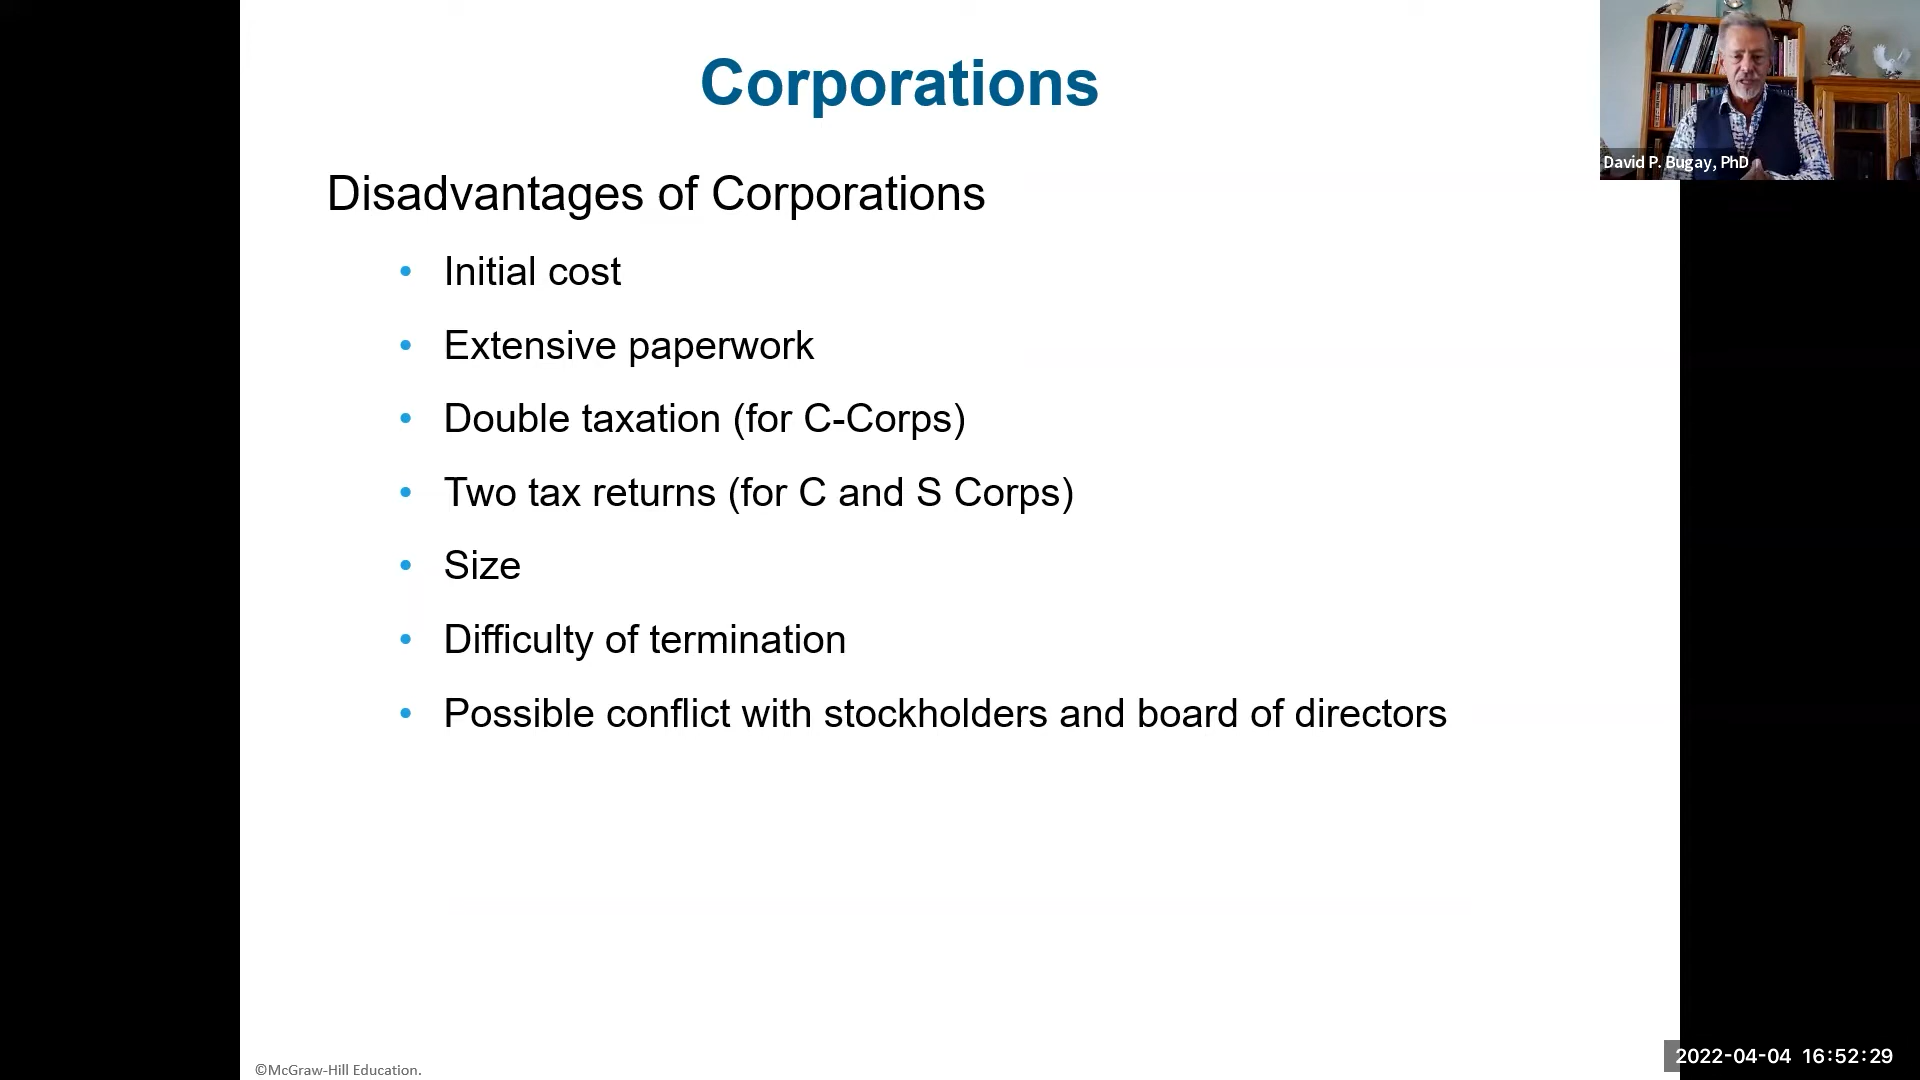 Corporations
David P. Bugay, PhD
Disadvantages of Corporations
• Initial cost
• Extensive paperwork
• Double taxation (for C-Corps)
• Two tax returns (for C and S Corps)
• Size
• Difficulty of termination
• Possible conflict with stockholders and board of directors
©McGraw-Hill Education.
2022-04-04 16:52:29